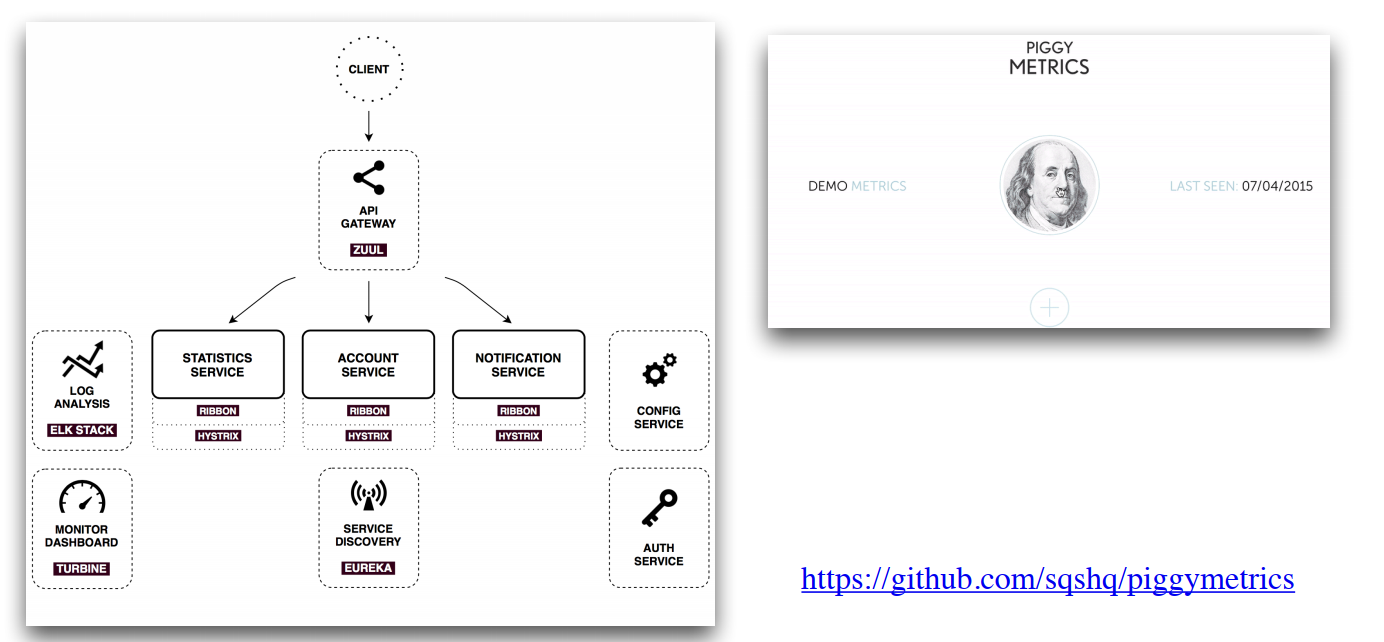 CLIENT
API
GATEWAY
ZUUL
LOG
ANALYSIS
ELK STACK
STATISTICS
SERVICE
RIBBON
HYSTRIX
ACCOUNT
SERVICE
RIBBON
HYSTRIX
NOTIFICATION
SERVICE
RIBBON
HYSTRIX
CONFIG
SERVICE
MONITOR
DASHBOARD
TURBINE
SERVICE
DISCOVERY
EUREKA
AUTH
SERVICE
PIGGY
METRICS
DEMO METRICS
LAST SEEN: 07/04/2015
https://github.com/sqshq/piggymetrics